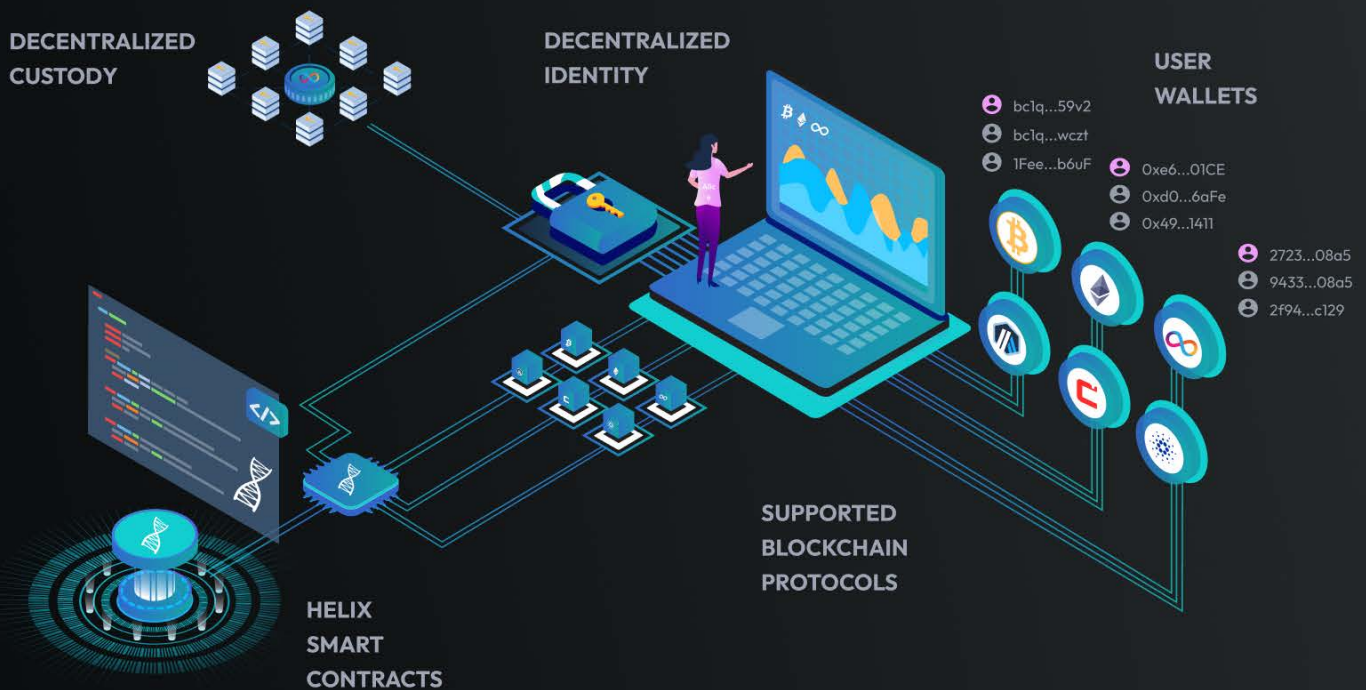 DECENTRALIZED
CUSTODY
DECENTRALIZED
IDENTITY
USER
WALLETS
bc1q...59v2
bc1q...wczt
1Fee...b6uF
0xe6...01CE
0xd0...6aFe
0x49...1411
2723...08a5
9433...08a5
2f94...c129
</>
SUPPORTED
BLOCKCHAIN
PROTOCOLS
HELIX
SMART
CONTRACTS